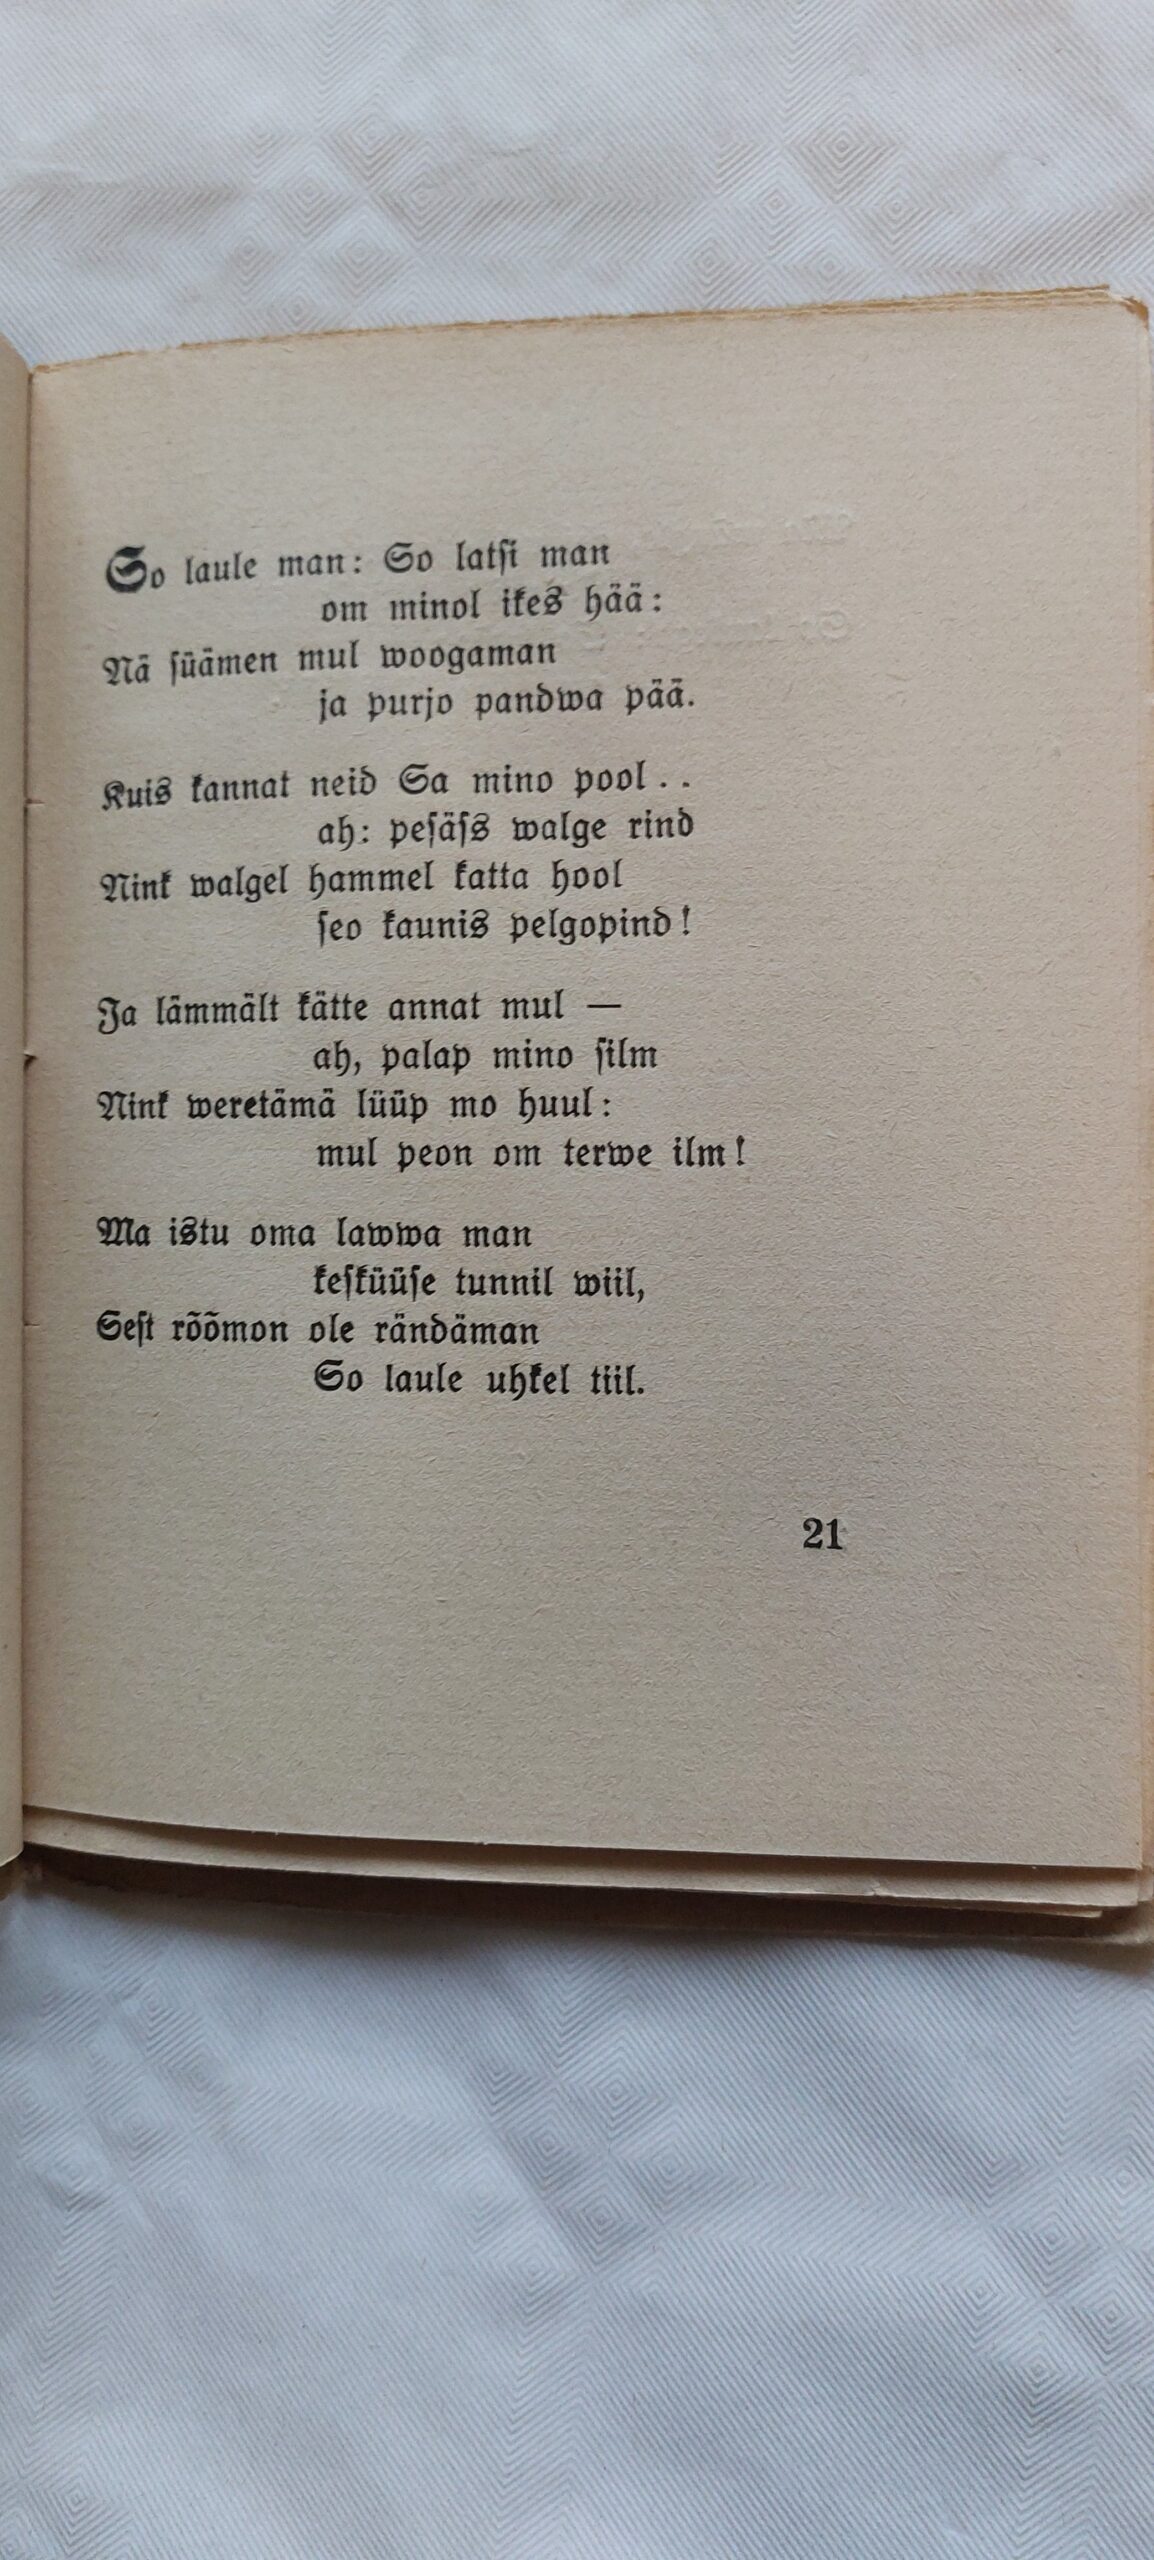 So laule man: So latſi man
om minol ikes hää:
Nä ſüämen mul woogaman
ja purjo pandwa pää.
Kuis kannat neid Sa mino pool . .
ah: peſäſs walge rind
Nink walgel hammel katta hool
ſeo kaunis pelgopind!
Ja lämmält kätte annat mul —
ah, palap mino ſilm
Nink weretämä lüüp mo huul:
mul peon om terwe ilm!
Ma istu oma lawwa man
keſküüſe tunnil wiil,
Seſt rõõmon ole rändäman
So laule uhkel tiil.
21